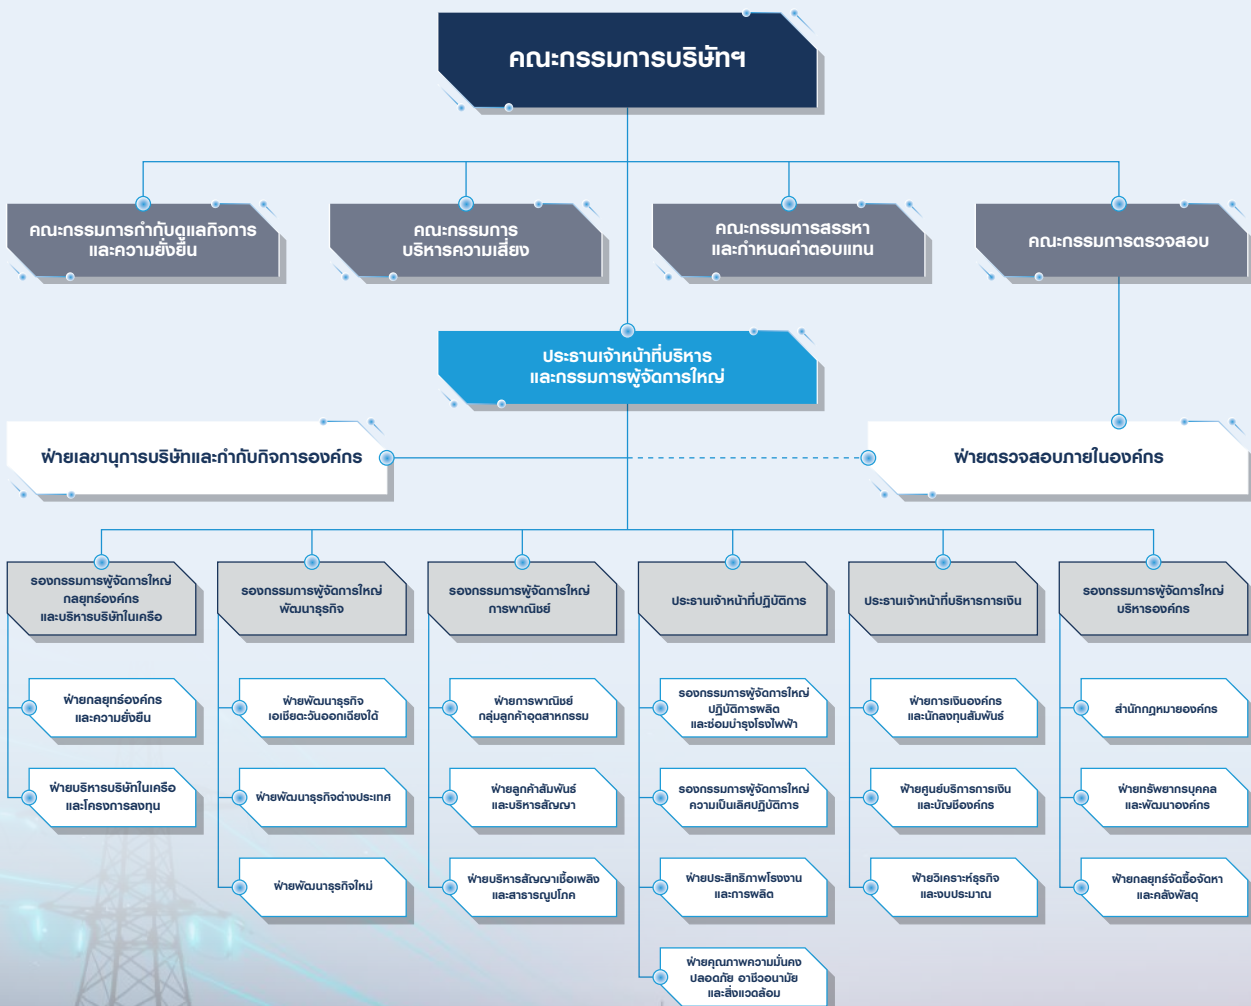 คณะกรรมการบริษัทฯ
คณะกรรมการกำกับดูแลกิจการ
และความยั่งยืน
คณะกรรมการ
บริหารความเสี่ยง
คณะกรรมการสรรหา
และกำหนดค่าตอบแทน
คณะกรรมการตรวจสอบ
ประธานเจ้าหน้าที่บริหาร
และกรรมการผู้จัดการใหญ่
ฝ่ายเลขานุการบริษัทและกำกับกิจการองค์กร
ฝ่ายตรวจสอบภายในองค์กร
รองกรรมการผู้จัดการใหญ่
กลยุทธ์องค์กร
และบริหารบริษัทในเครือ
รองกรรมการผู้จัดการใหญ่
พัฒนาธุรกิจ
รองกรรมการผู้จัดการใหญ่
การพาณิชย์
ประธานเจ้าหน้าที่ปฏิบัติการ
ประธานเจ้าหน้าที่บริหารการเงิน
รองกรรมการผู้จัดการใหญ่
บริหารองค์กร
ฝ่ายกลยุทธ์องค์กร
และความยั่งยืน
ฝ่ายพัฒนาธุรกิจ
เอเชียตะวันออกเฉียงใต้
ฝ่ายการพาณิชย์
กลุ่มลูกค้าอุตสาหกรรม
รองกรรมการผู้จัดการใหญ่
ปฏิบัติการผลิต
และซ่อมบำรุงโรงไฟฟ้า
ฝ่ายการเงินองค์กร
และนักลงทุนสัมพันธ์
สำนักกฎหมายองค์กร
ฝ่ายบริหารบริษัทในเครือ
และโครงการลงทุน
ฝ่ายพัฒนาธุรกิจต่างประเทศ
ฝ่ายลูกค้าสัมพันธ์
และบริหารสัญญา
รองกรรมการผู้จัดการใหญ่
ความเป็นเลิศปฏิบัติการ
ฝ่ายศูนย์บริการการเงิน
และบัญชีองค์กร
ฝ่ายทรัพยากรบุคคล
และพัฒนาองค์กร
ฝ่ายพัฒนาธุรกิจใหม่
ฝ่ายบริหารสัญญาเชื้อเพลิง
และสาธารณูปโภค
ฝ่ายประสิทธิภาพโรงงาน
และการผลิต
ฝ่ายวิเคราะห์ธุรกิจ
และงบประมาณ
ฝ่ายกลยุทธ์จัดซื้อจัดหา
และคลังพัสดุ
ฝ่ายคุณภาพความมั่นคง
ปลอดภัย อาชีวอนามัย
และสิ่งแวดล้อม